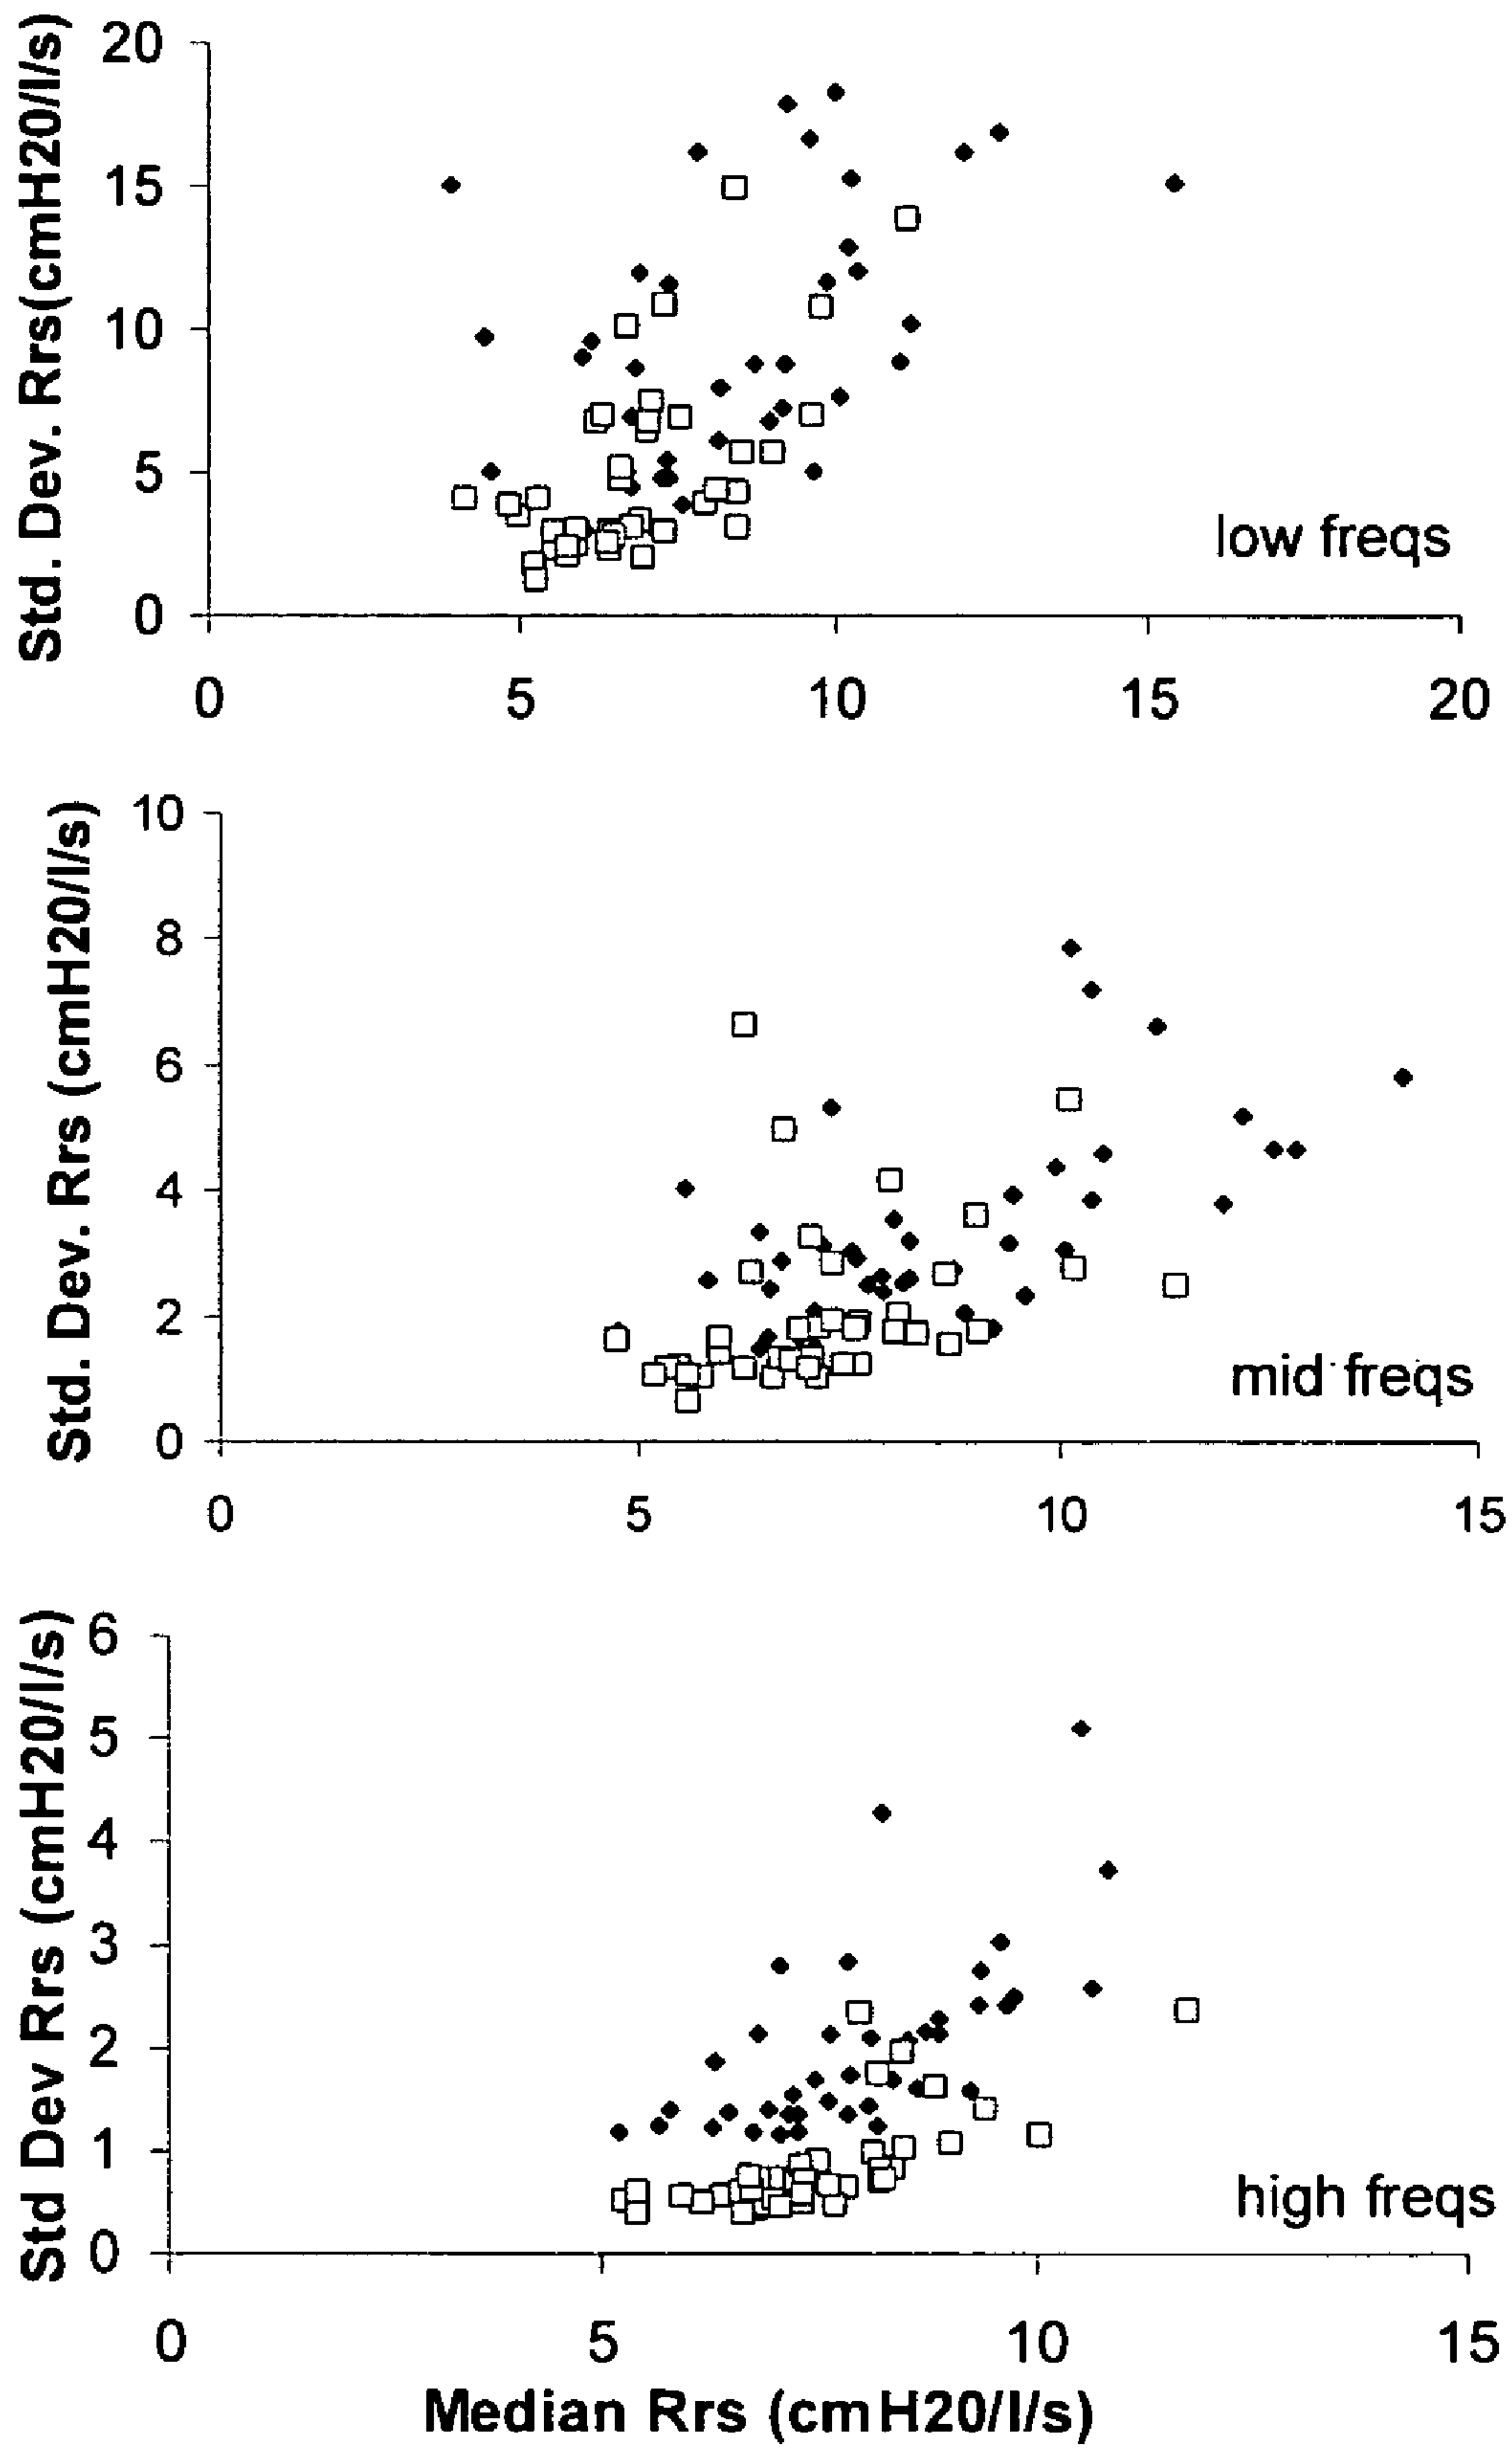 Std. Dev. Rrs(cmH20/l/s)
20
15
10
5
0
0 5 10 15 20
low freqs
Std. Dev. Rrs (cmH20/l/s)
10
8
6
4
2
0
0 5 10 15
mid freqs
Std Dev Rrs (cmH20/l/s)
6
5
4
3
2
1
0
0 5 10 15
high freqs
Median Rrs (cmH20/l/s)